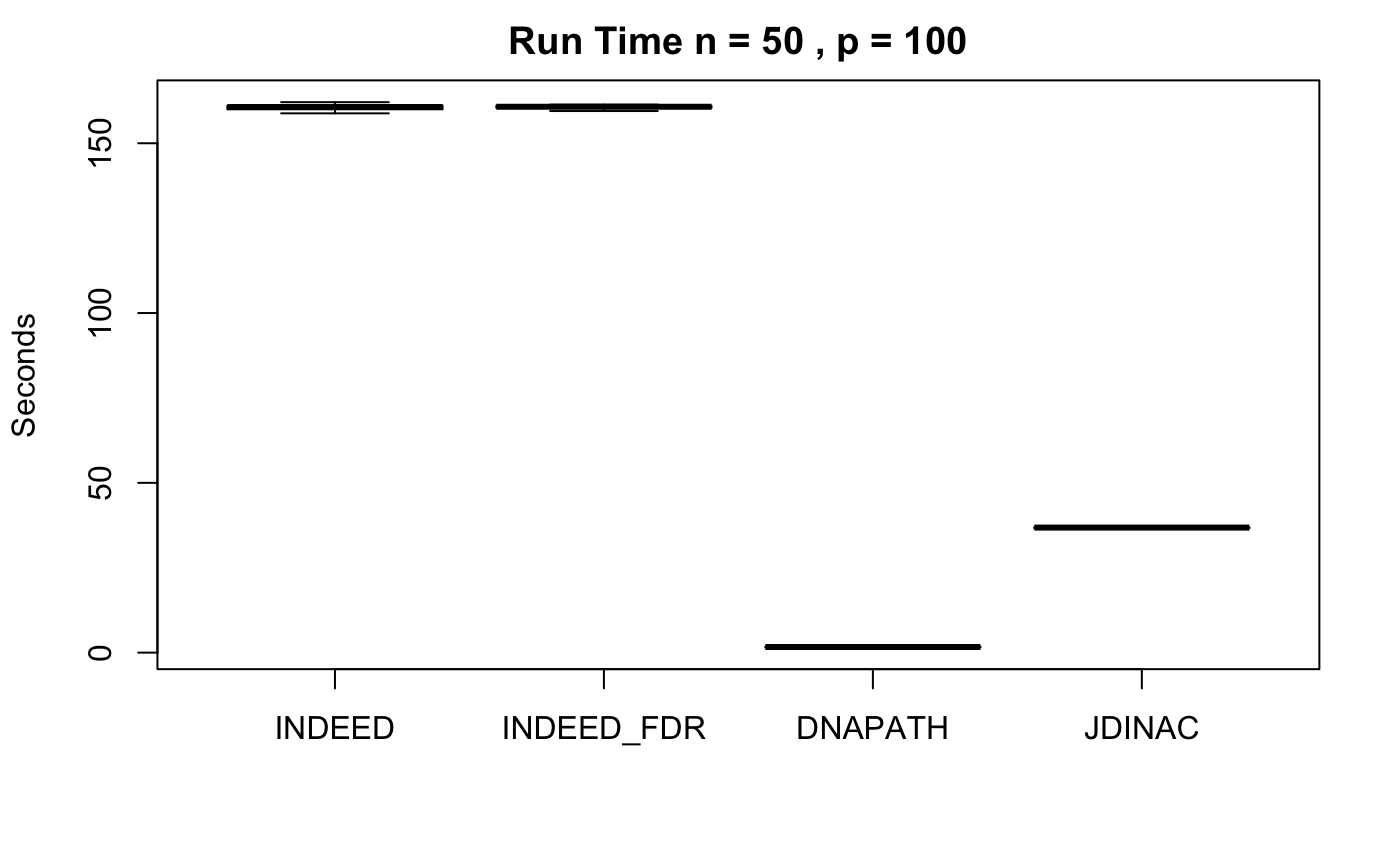 Run Time n = 50 , p = 100
Seconds
150
100
50
0
INDEED INDEED_FDR DNAPATH JDINAC